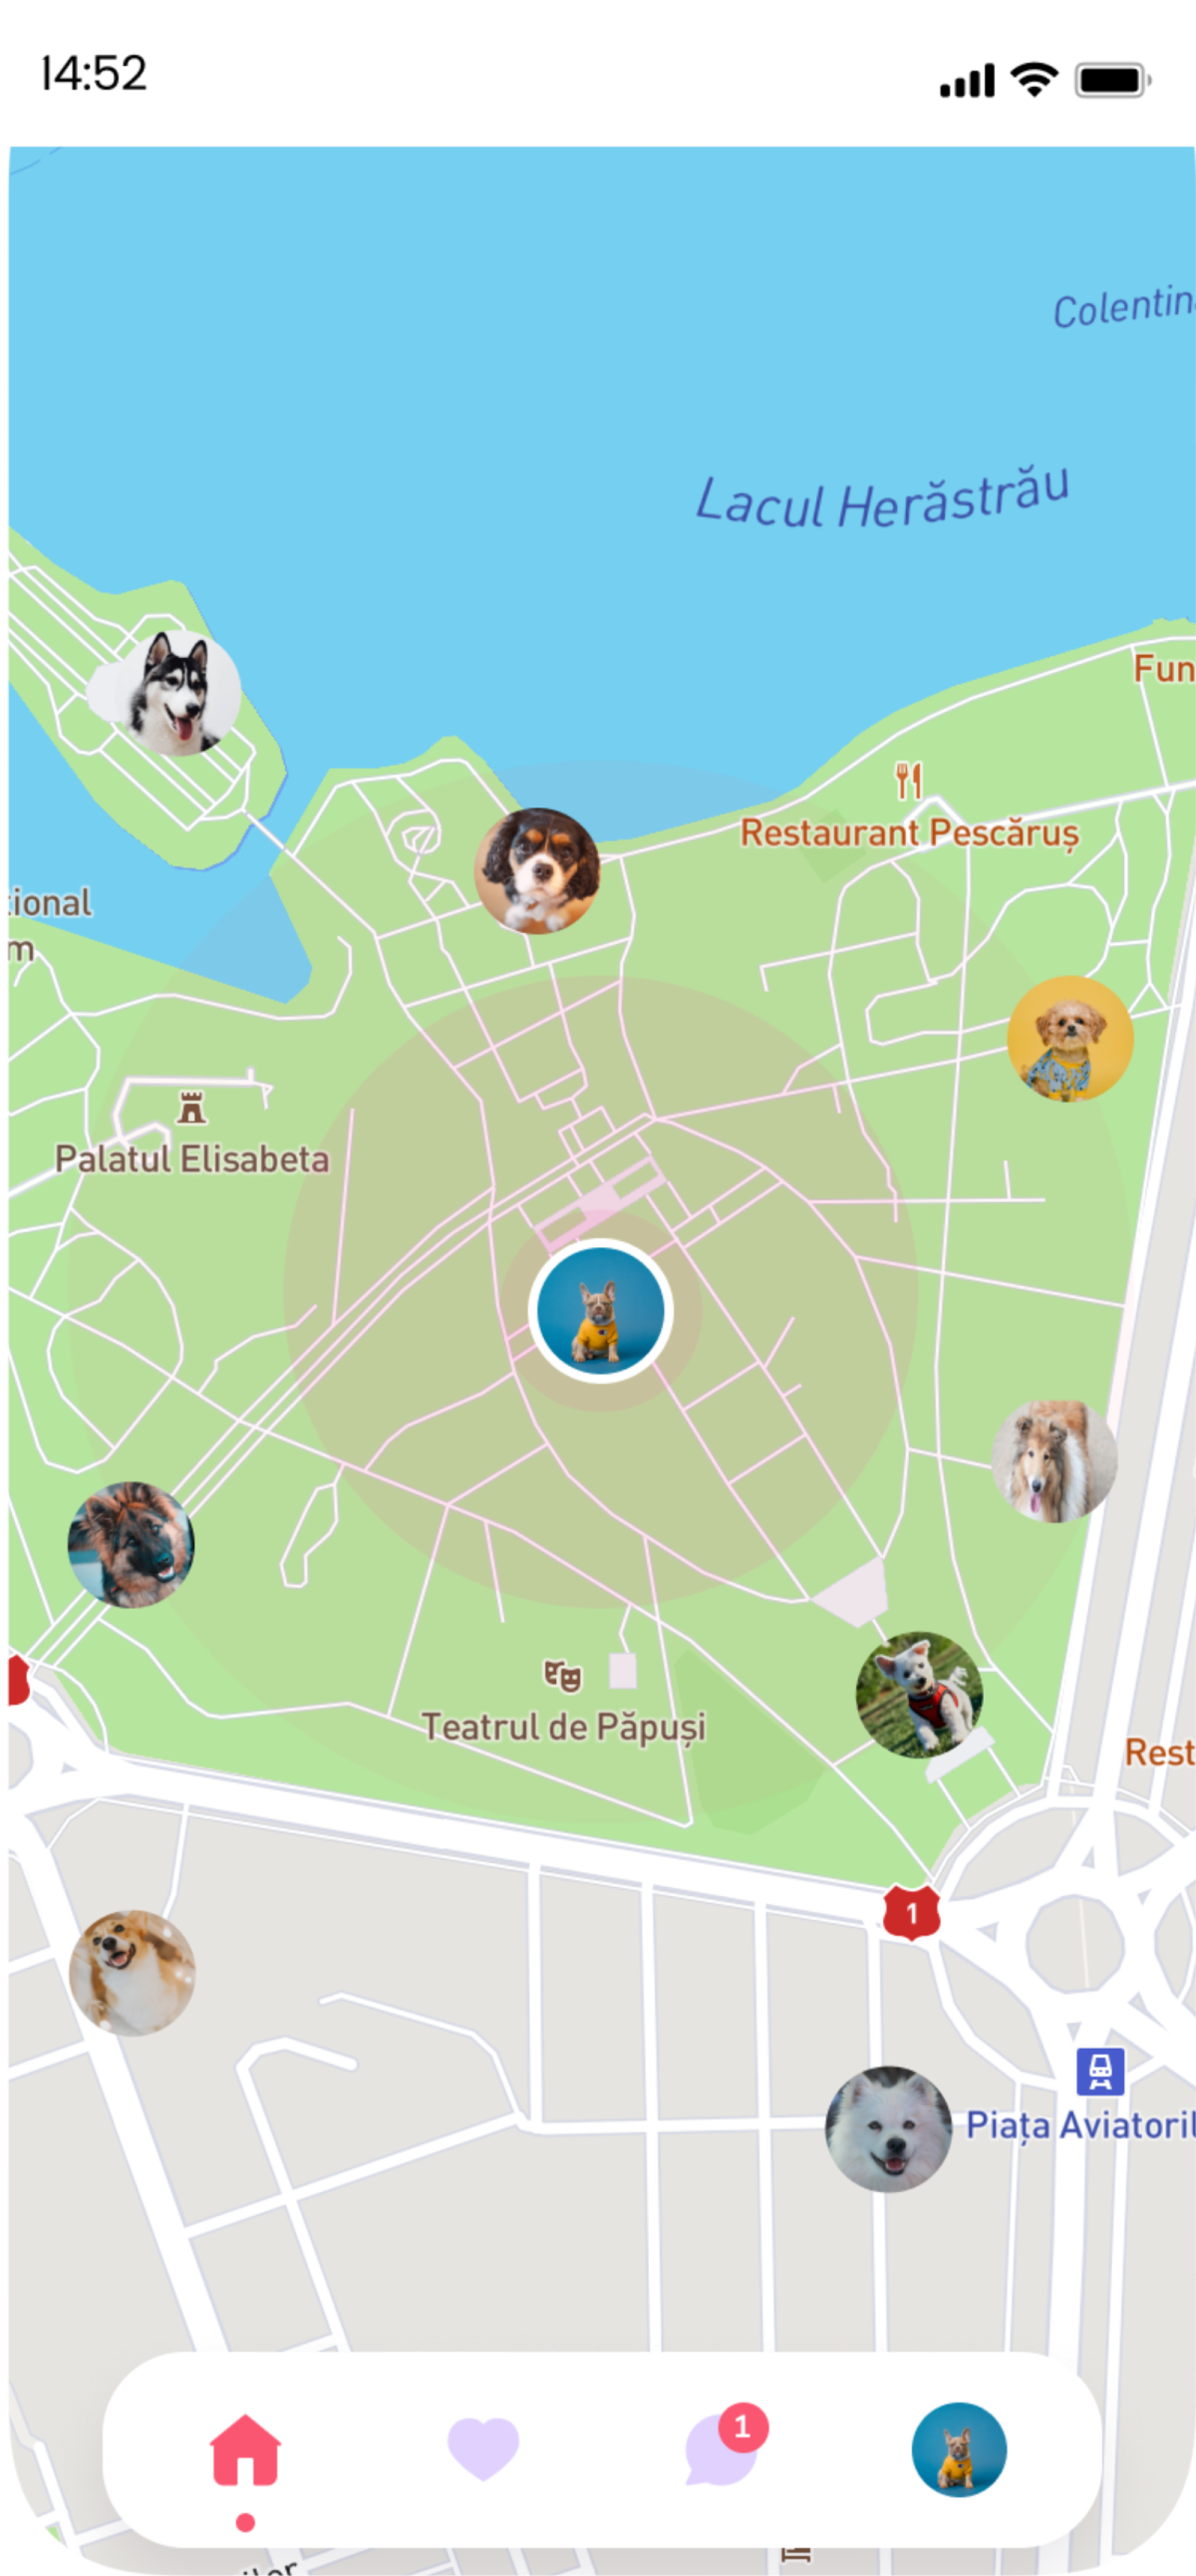 14:52
Colentin
Lacul Herăstrău
Fun
Restaurant Pescăruș
ional
m
Palatul Elisabeta
Teatrul de Păpuși
Rest
1
Piața Aviatoril
1